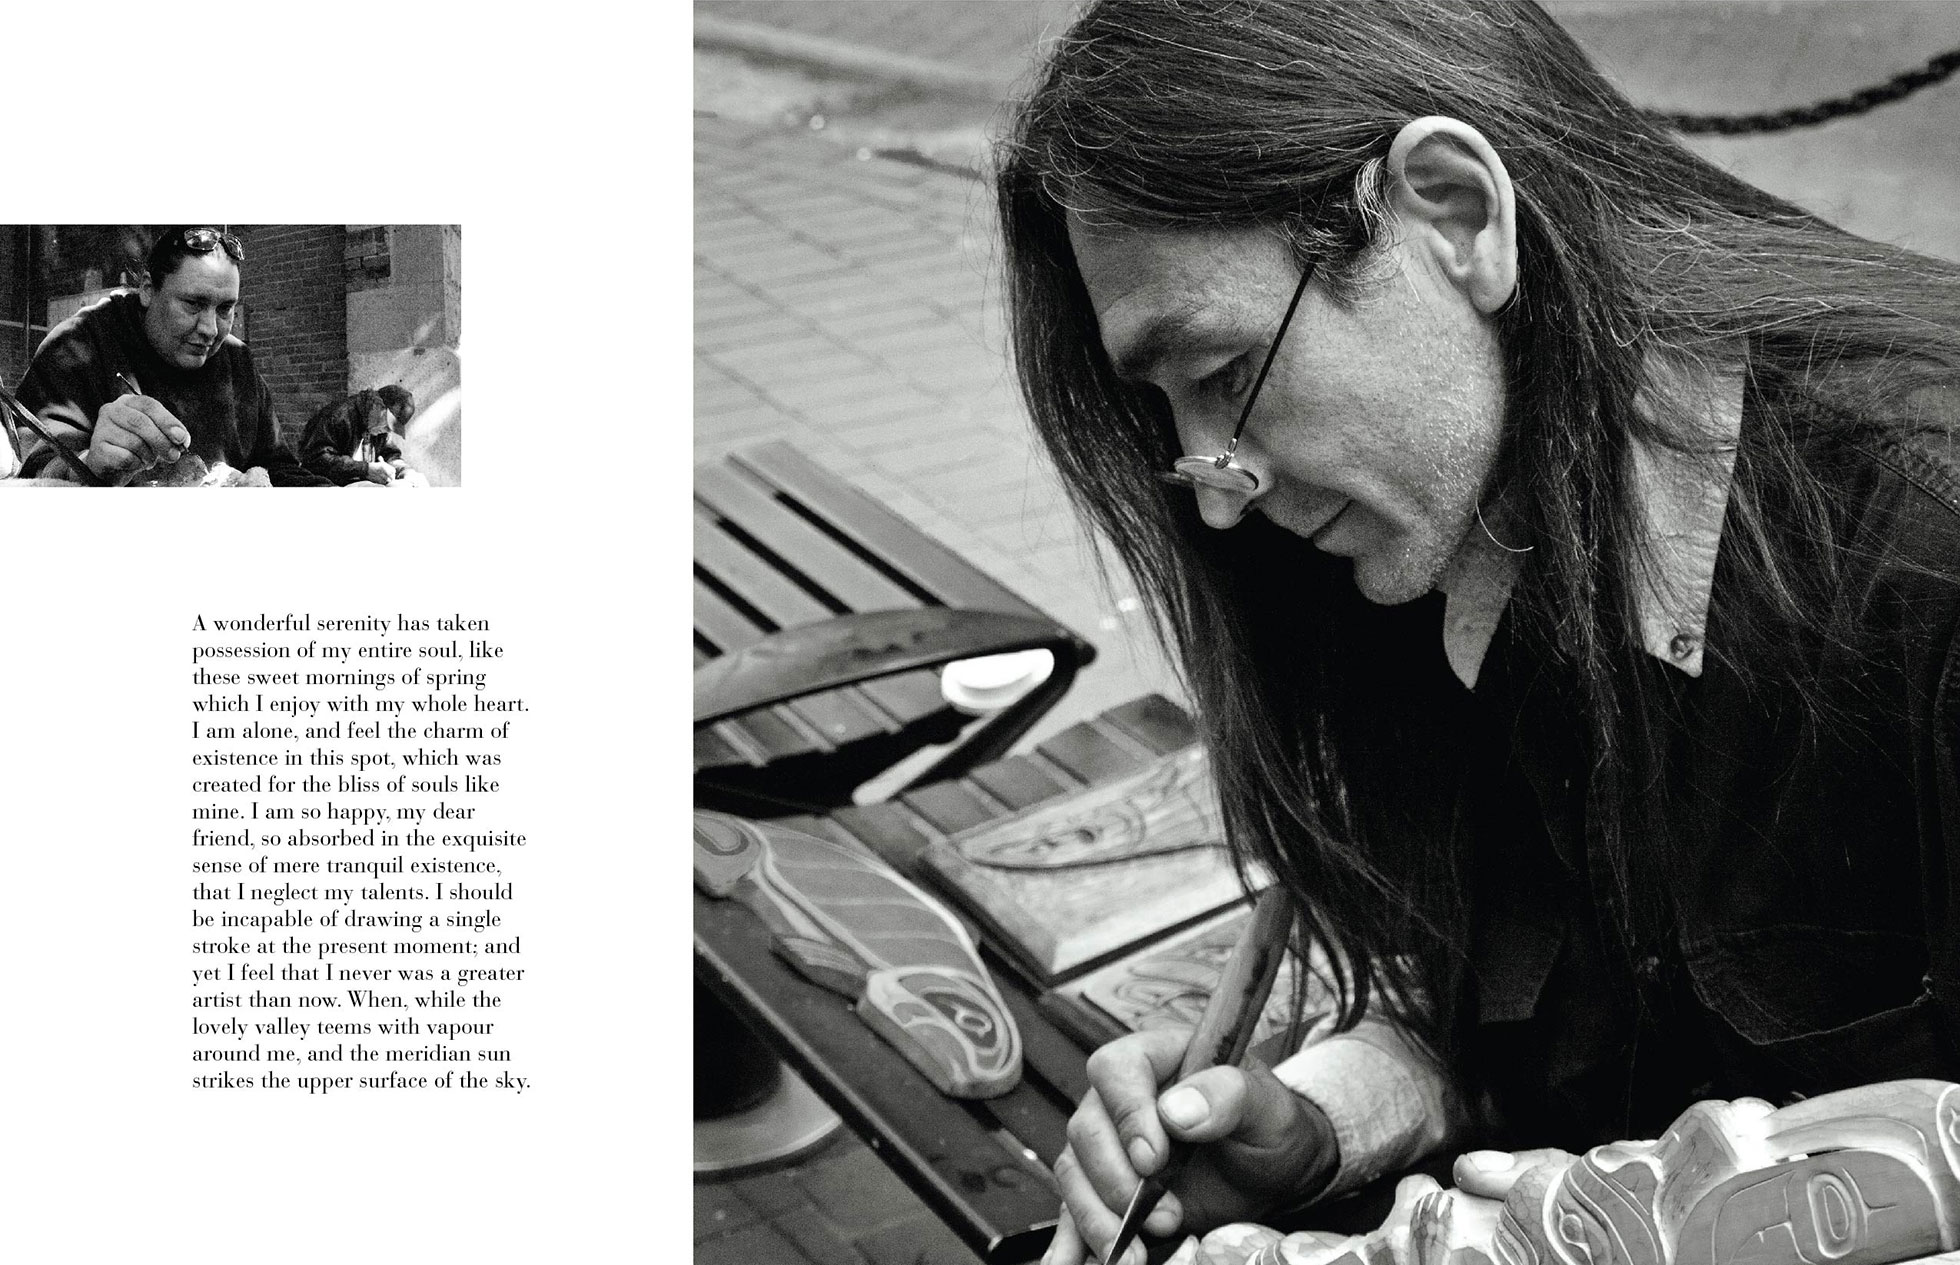 A wonderful serenity has taken
possession of my entire soul, like
these sweet mornings of spring
which I enjoy with my whole heart.
I am alone, and feel the charm of
existence in this spot, which was
created for the bliss of souls like
mine. I am so happy, my dear
friend, so absorbed in the exquisite
sense of mere tranquil existence,
that I neglect my talents. I should
be incapable of drawing a single
stroke at the present moment; and
yet I feel that I never was a greater
artist than now. When, while the
lovely valley teems with vapour
around me, and the meridian sun
strikes the upper surface of the sky.